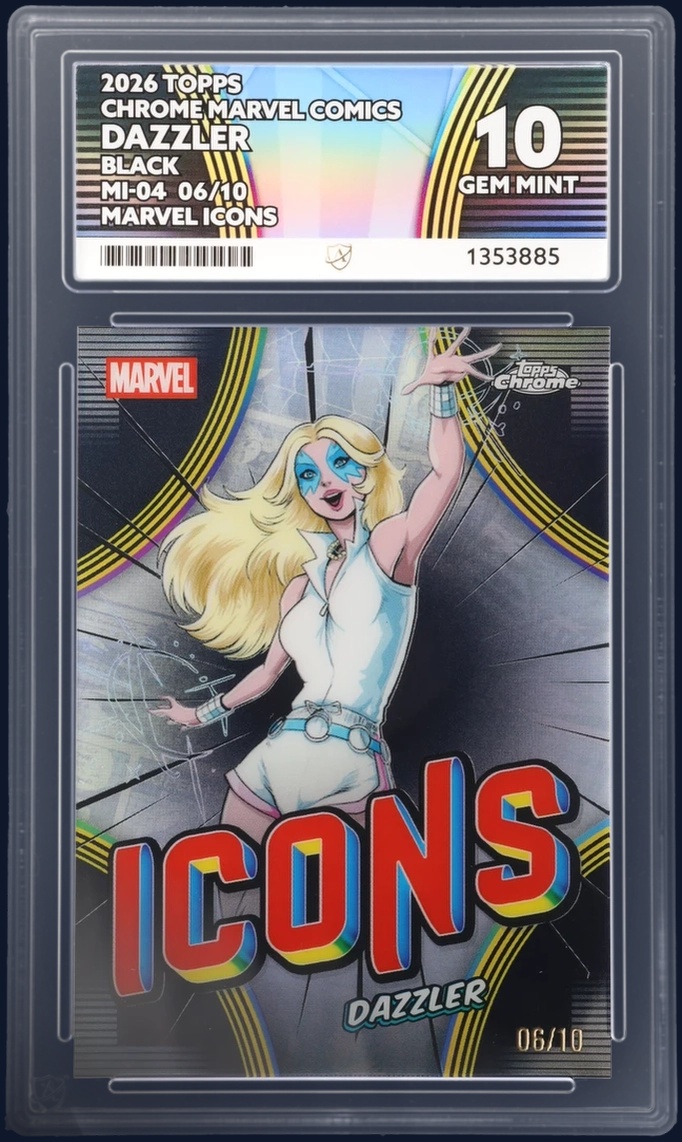 2026 TOPPS
CHROME MARVEL COMICS
DAZZLER
BLACK
MI-04 06/10
MARVEL ICONS
10
GEM MINT
1353885
MARVEL
Topps
Chrome
ICONS
DAZZLER
06/10